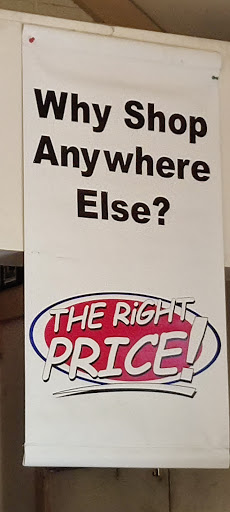 Why Shop
Anywhere
Else?
THE RiGHT
PRICE!